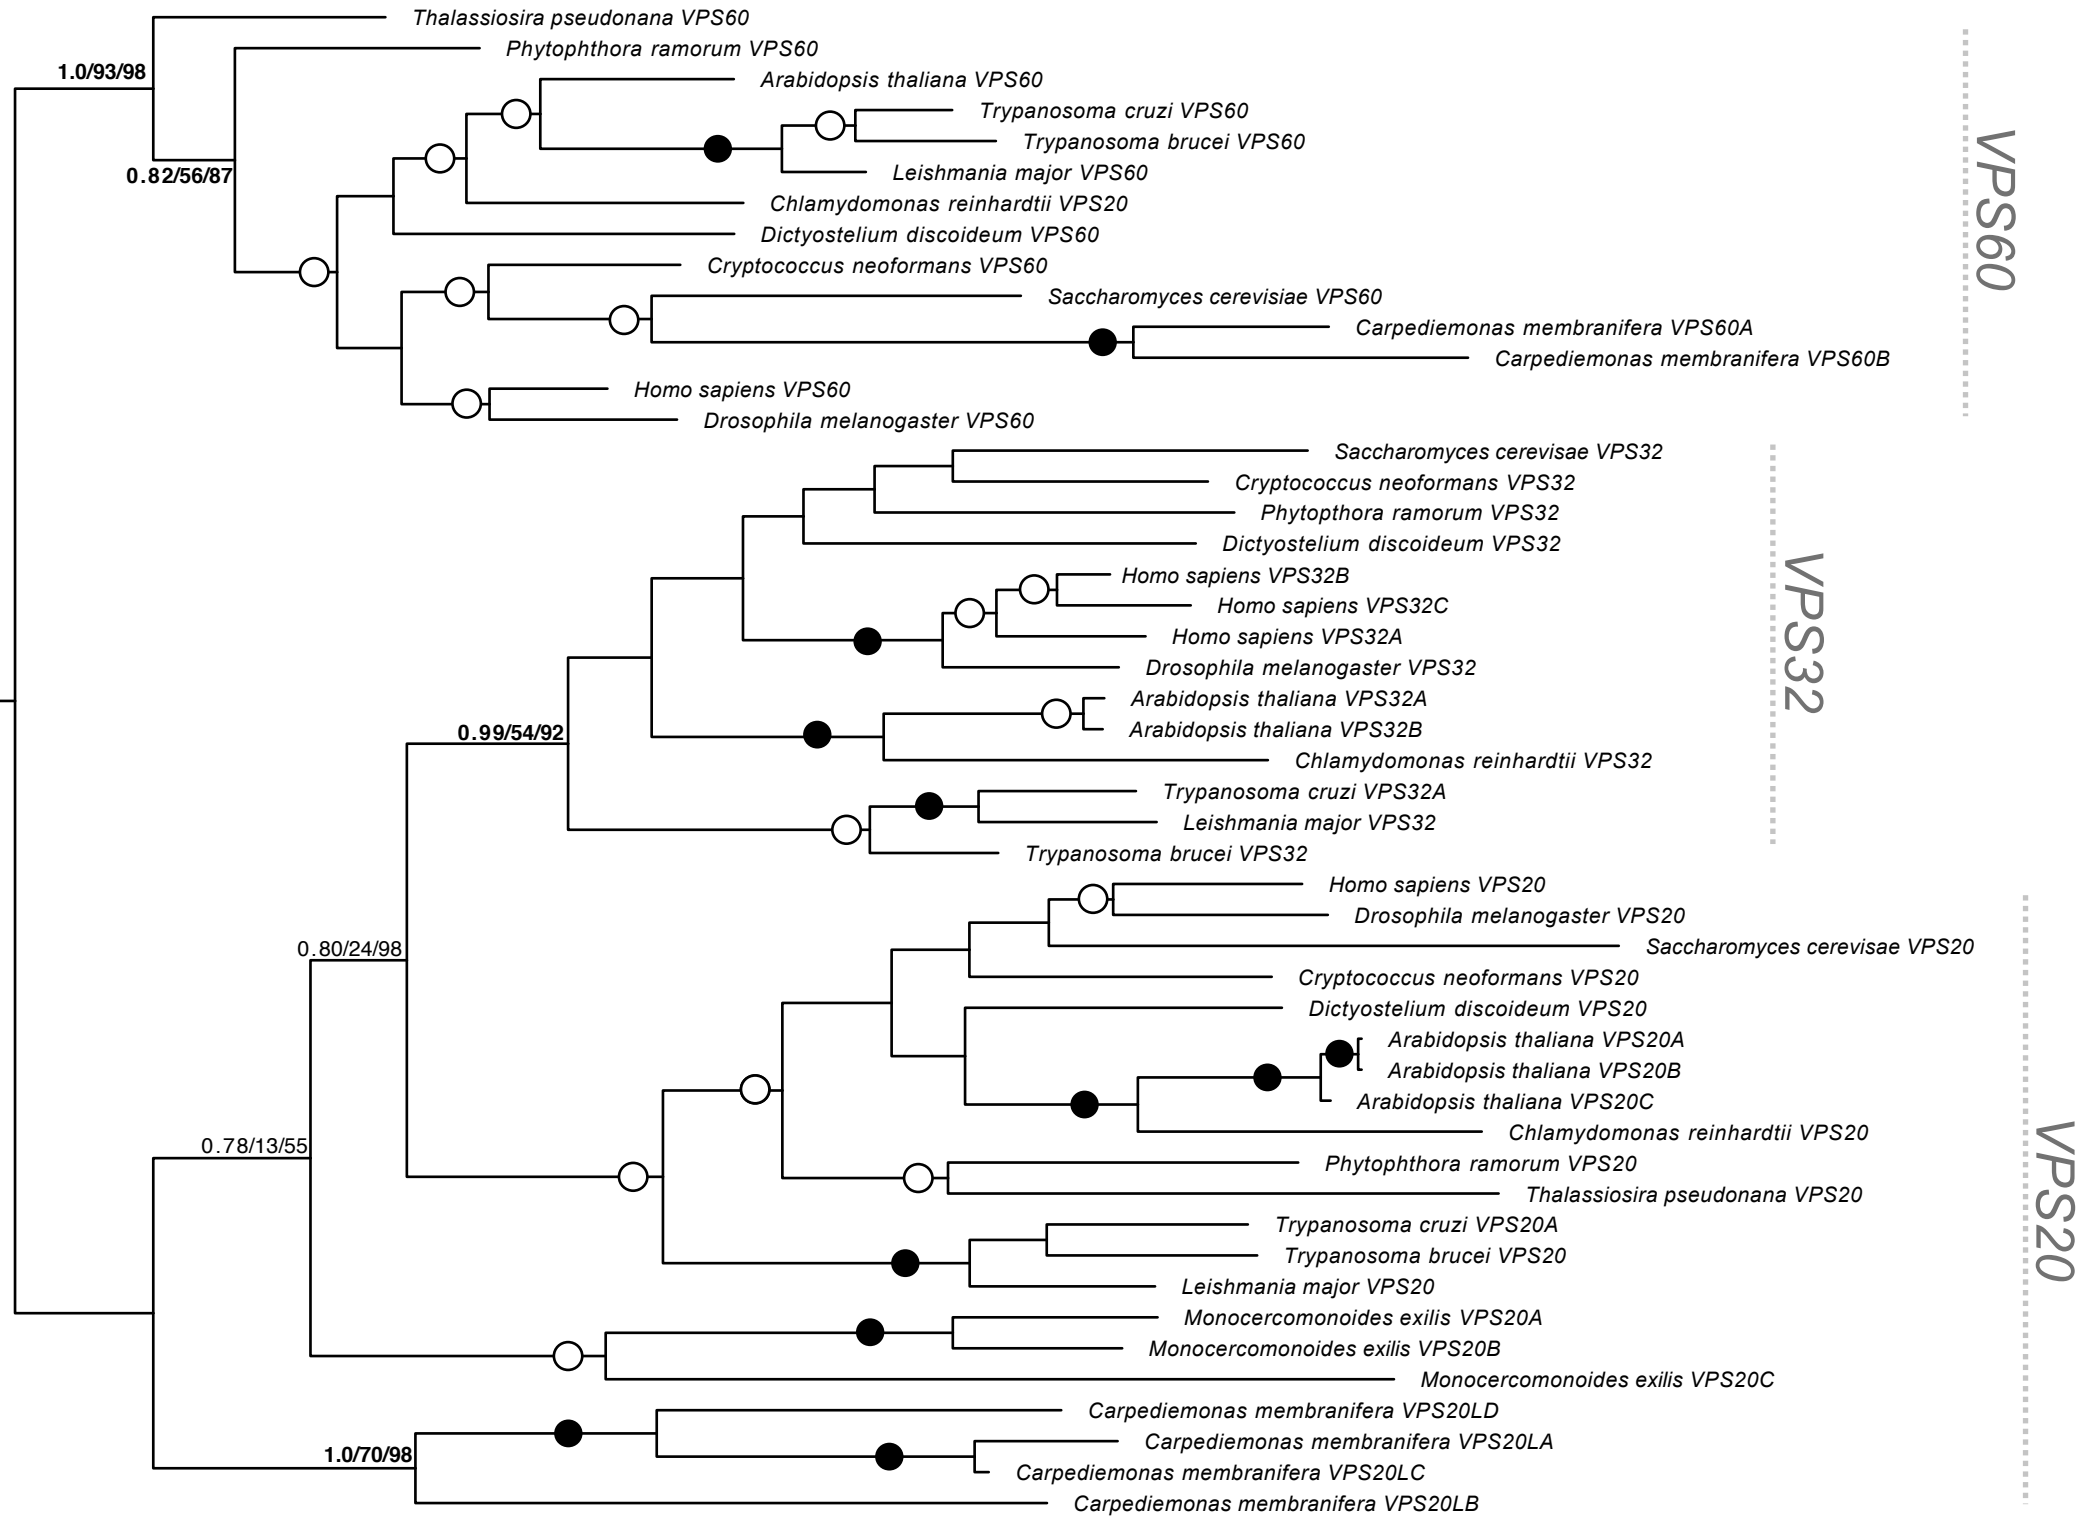 Thalassiosira pseudonana VPS60
Phytophthora ramorum VPS60
1.0/93/98
Arabidopsis thaliana VPS60
Trypanosoma cruzi VPS60
Trypanosoma brucei VPS60
Leishmania major VPS60
0.82/56/87
Chlamydomonas reinhardtii VPS20
Dictyostelium discoideum VPS60
Cryptococcus neoformans VPS60
Saccharomyces cerevisiae VPS60
Carpediemonas membranifera VPS60A
Carpediemonas membranifera VPS60B
Homo sapiens VPS60
Drosophila melanogaster VPS60
VPS60
Saccharomyces cerevisae VPS32
Cryptococcus neoformans VPS32
Phytopthora ramorum VPS32
Dictyostelium discoideum VPS32
Homo sapiens VPS32B
Homo sapiens VPS32C
Homo sapiens VPS32A
Drosophila melanogaster VPS32
Arabidopsis thaliana VPS32A
Arabidopsis thaliana VPS32B
0.99/54/92
Chlamydomonas reinhardtii VPS32
Trypanosoma cruzi VPS32A
Leishmania major VPS32
Trypanosoma brucei VPS32
VPS32
Homo sapiens VPS20
Drosophila melanogaster VPS20
Saccharomyces cerevisae VPS20
0.80/24/98
Cryptococcus neoformans VPS20
Dictyostelium discoideum VPS20
Arabidopsis thaliana VPS20A
Arabidopsis thaliana VPS20B
Arabidopsis thaliana VPS20C
Chlamydomonas reinhardtii VPS20
0.78/13/55
Phytophthora ramorum VPS20
Thalassiosira pseudonana VPS20
Trypanosoma cruzi VPS20A
Trypanosoma brucei VPS20
Leishmania major VPS20
Monocercomonoides exilis VPS20A
Monocercomonoides exilis VPS20B
Monocercomonoides exilis VPS20C
Carpediemonas membranifera VPS20LD
Carpediemonas membranifera VPS20LA
1.0/70/98
Carpediemonas membranifera VPS20LC
Carpediemonas membranifera VPS20LB
VPS20